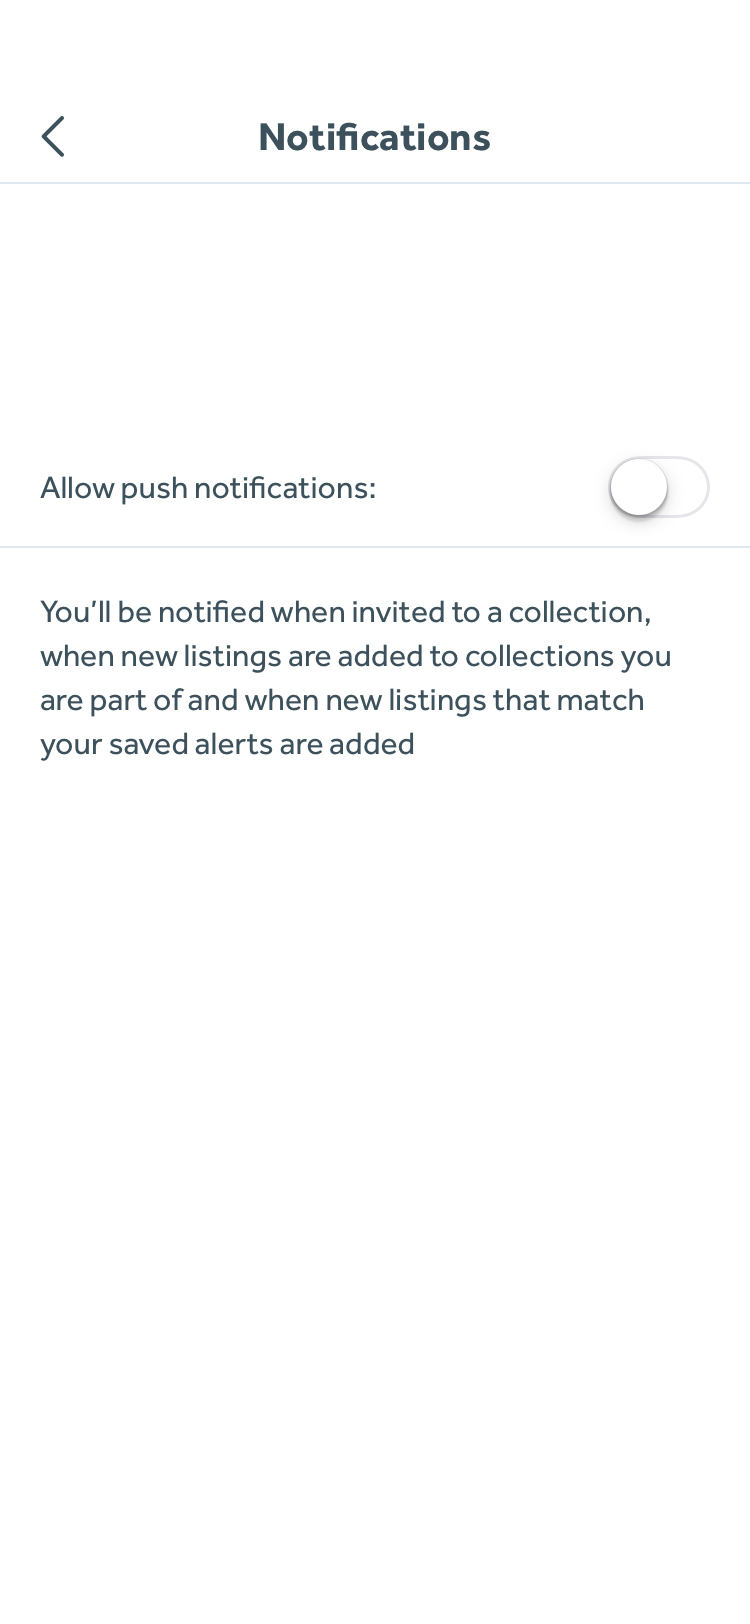 Notifications
Allow push notifications:
You’ll be notified when invited to a collection,
when new listings are added to collections you
are part of and when new listings that match
your saved alerts are added